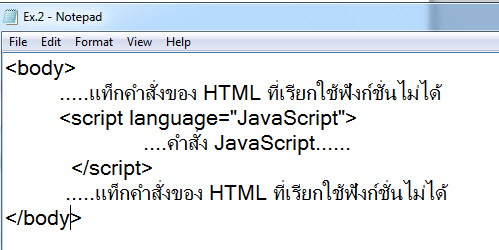 Ex.2 - Notepad
File Edit Format View Help
<body>
.....แท็กคำสั่งของ HTML ที่เรียกใช้ฟังก์ชั่นไม่ได้
<script language="JavaScript">
....คำสั่ง JavaScript......
</script>
.....แท็กคำสั่งของ HTML ที่เรียกใช้ฟังก์ชั่นไม่ได้
</body>